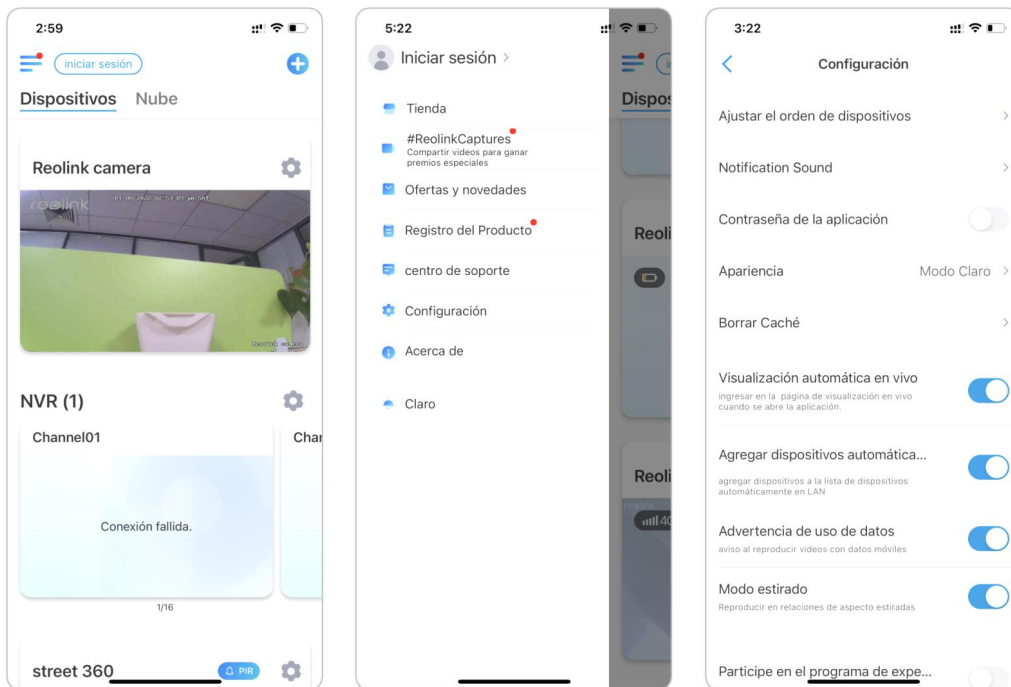 2:59
iniciar sesión
Dispositivos Nube
Reolink camera
reolink
Reolink camera
NVR (1)
Channel01
Char
Conexión fallida.
1/16
street 360
PIR
5:22
Iniciar sesión
Tienda
#ReolinkCaptures
Compartir videos para ganar
premios especiales
Ofertas y novedades
Registro del Producto
centro de soporte
Configuración
Acerca de
Claro
Dispos
Reoli
Reoli
4G
3:22
Configuración
Ajustar el orden de dispositivos
Notification Sound
Contraseña de la aplicación
Apariencia Modo Claro
Borrar Caché
Visualización automática en vivo
ingresar en la página de visualización en vivo
cuando se abre la aplicación.
Agregar dispositivos automática...
agregar dispositivos a la lista de dispositivos
automáticamente en LAN
Advertencia de uso de datos
aviso al reproducir videos con datos móviles
Modo estirado
Reproducir en relaciones de aspecto estiradas
Participe en el programa de expe...